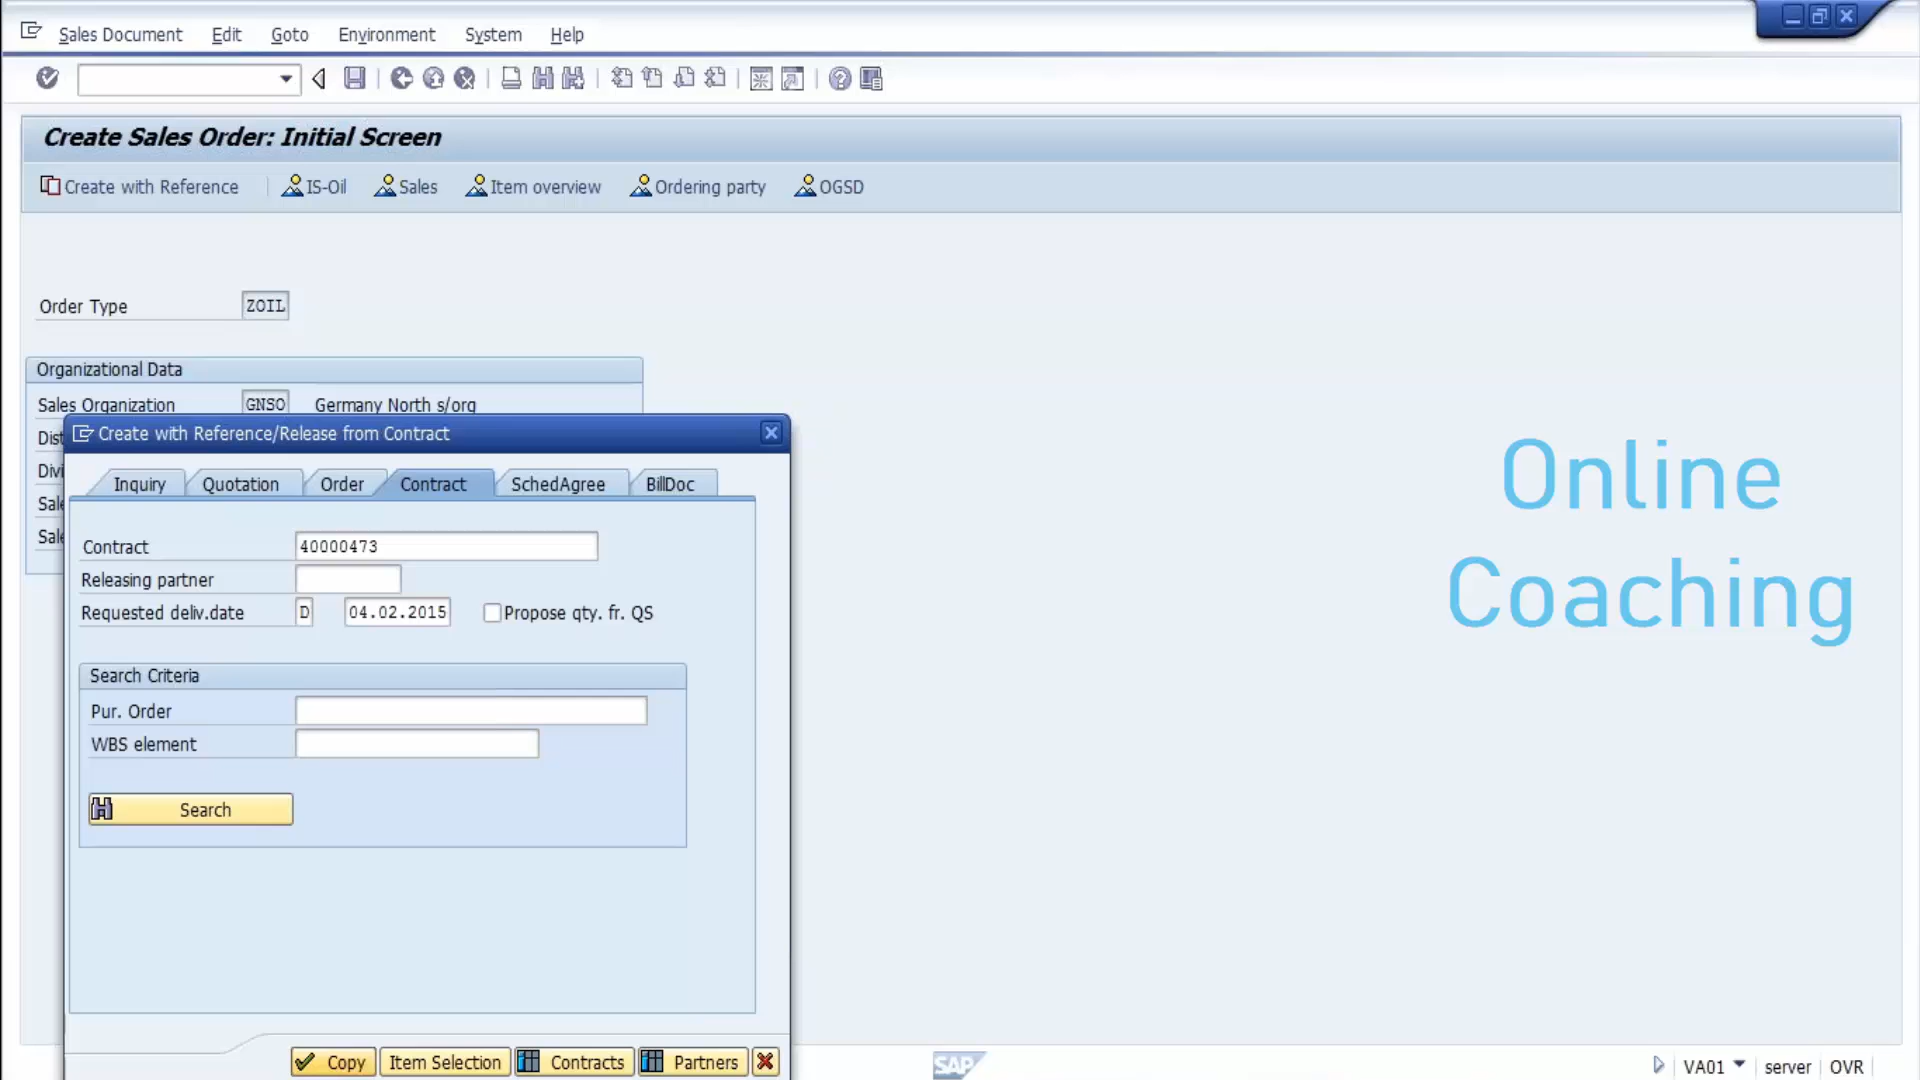 Sales Document Edit Goto Environment System Help
Create Sales Order: Initial Screen
Create with Reference IS-Oil Sales Item overview Ordering party OGSD
Order Type ZOIL
Organizational Data
Sales Organization GNSO Germany North s/org
Dist
Divi
Sale
Sale
Create with Reference/Release from Contract
Inquiry Quotation Order Contract SchedAgree BillDoc
Contract 40000473
Releasing partner
Requested deliv.date D 04.02.2015 Propose qty. fr. QS
Search Criteria
Pur. Order
WBS element
Search
Copy Item Selection Contracts Partners
Online
Coaching
SAP VA01 server OVR